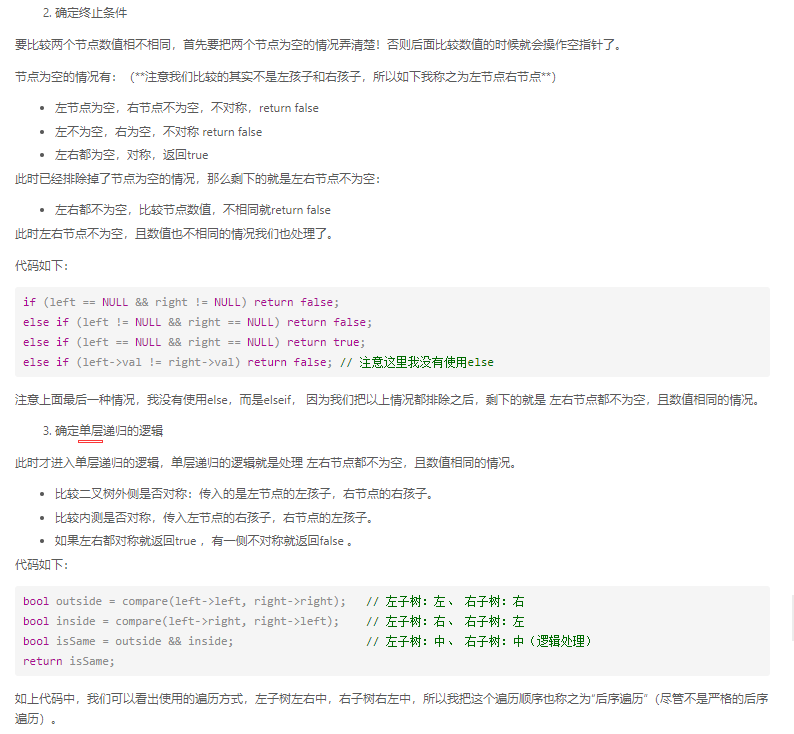 2. 确定终止条件
要比较两个节点数值相不相同，首先要把两个节点为空的情况弄清楚！否则后面比较数值的时候就会操作空指针了。
节点为空的情况有：（**注意我们比较的其实不是左孩子和右孩子，所以如下我称之为左节点右节点**）
• 左节点为空，右节点不为空，不对称，return false
• 左不为空，右为空，不对称 return false
• 左右都为空，对称，返回true
此时已经排除掉了节点为空的情况，那么剩下的就是左右节点不为空：
• 左右都不为空，比较节点数值，不相同就return false
此时左右节点不为空，且数值也不相同的情况我们也处理了。
代码如下：
if (left == NULL && right != NULL) return false;
else if (left != NULL && right == NULL) return false;
else if (left == NULL && right == NULL) return true;
else if (left->val != right->val) return false; // 注意这里我没有使用else
注意上面最后一种情况，我没有使用else，而是elseif， 因为我们把以上情况都排除之后，剩下的就是 左右节点都不为空，且数值相同的情况。
3. 确定单层递归的逻辑
此时才进入单层递归的逻辑，单层递归的逻辑就是处理 左右节点都不为空，且数值相同的情况。
• 比较二叉树外侧是否对称：传入的是左节点的左孩子，右节点的右孩子。
• 比较内测是否对称，传入左节点的右孩子，右节点的左孩子。
• 如果左右都对称就返回true ，有一侧不对称就返回false 。
代码如下：
bool outside = compare(left->left, right->right); // 左子树：左、 右子树：右
bool inside = compare(left->right, right->left); // 左子树：右、 右子树：左
bool isSame = outside && inside; // 左子树：中、 右子树：中（逻辑处理）
return isSame;
如上代码中，我们可以看出使用的遍历方式，左子树左右中，右子树右左中，所以我把这个遍历顺序也称之为“后序遍历”（尽管不是严格的后序
遍历）。